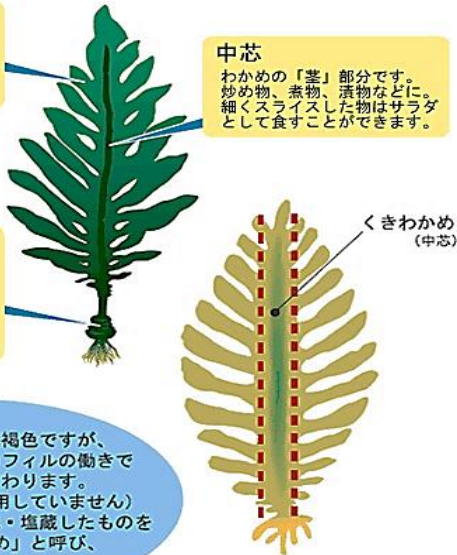 中芯
わかめの「茎」部分です。
炒め物、煮物、漬物などに。
細くスライスした物はサラダ
として食すことができます。
くきわかめ
(中芯)
褐色ですが、
フィルの働きで
わります。
用していません)
・塩蔵したものを
め」と呼び、